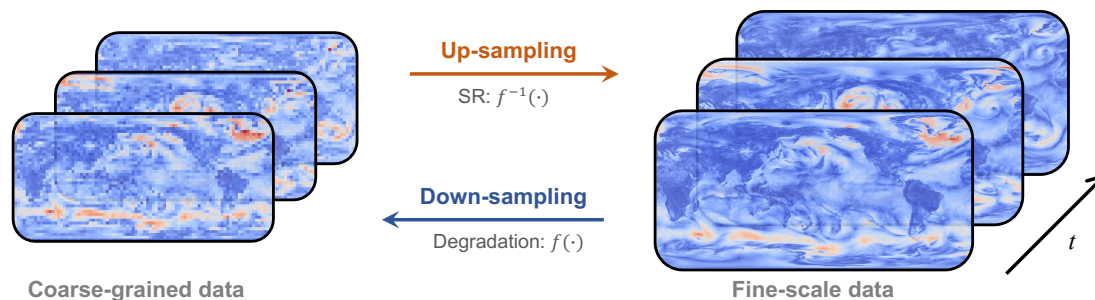 Up-sampling
SR: f⁻¹(·)
Down-sampling
Degradation: f(·)
t
Coarse-grained data
Fine-scale data